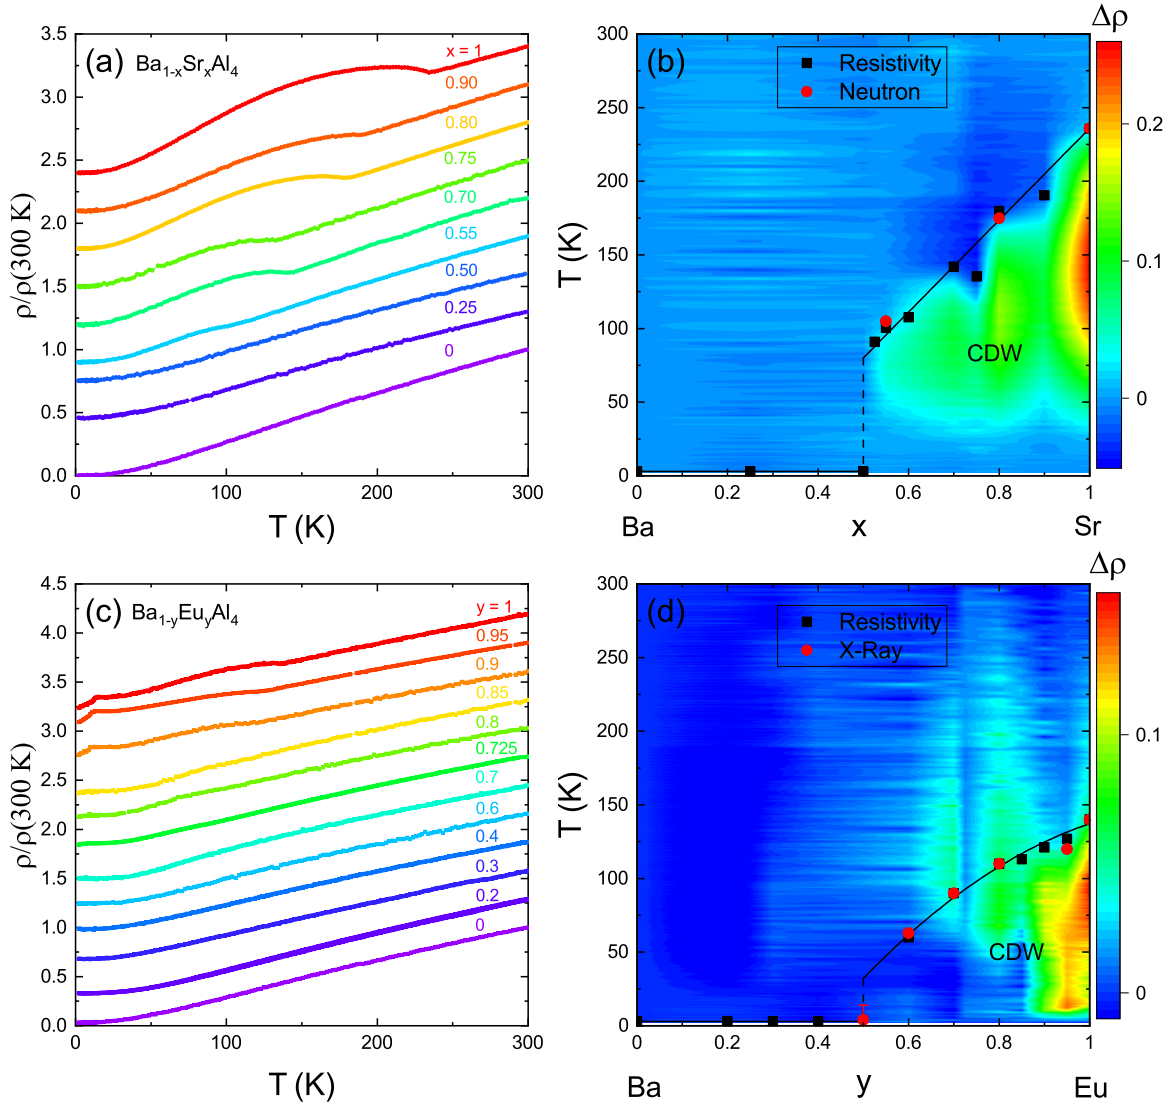 (a) Ba1-xSrxAl4
x = 1
0.90
0.80
0.75
0.70
0.55
0.50
0.25
0
3.5
3.0
2.5
2.0
1.5
1.0
0.5
0.0
ρ/ρ(300 K)
0 100 200 300
T (K)
(b)
Resistivity
Neutron
CDW
300
250
200
150
100
50
0
T (K)
0 0.2 0.4 0.6 0.8 1
Ba x Sr
Δρ
0.2
0.1
0
(c) Ba1-yEuyAl4
y = 1
0.95
0.9
0.85
0.8
0.725
0.7
0.6
0.4
0.3
0.2
0
4.5
4.0
3.5
3.0
2.5
2.0
1.5
1.0
0.5
0.0
ρ/ρ(300 K)
0 100 200 300
T (K)
(d)
Resistivity
X-Ray
CDW
300
250
200
150
100
50
0
T (K)
0 0.2 0.4 0.6 0.8 1
Ba y Eu
Δρ
0.1
0